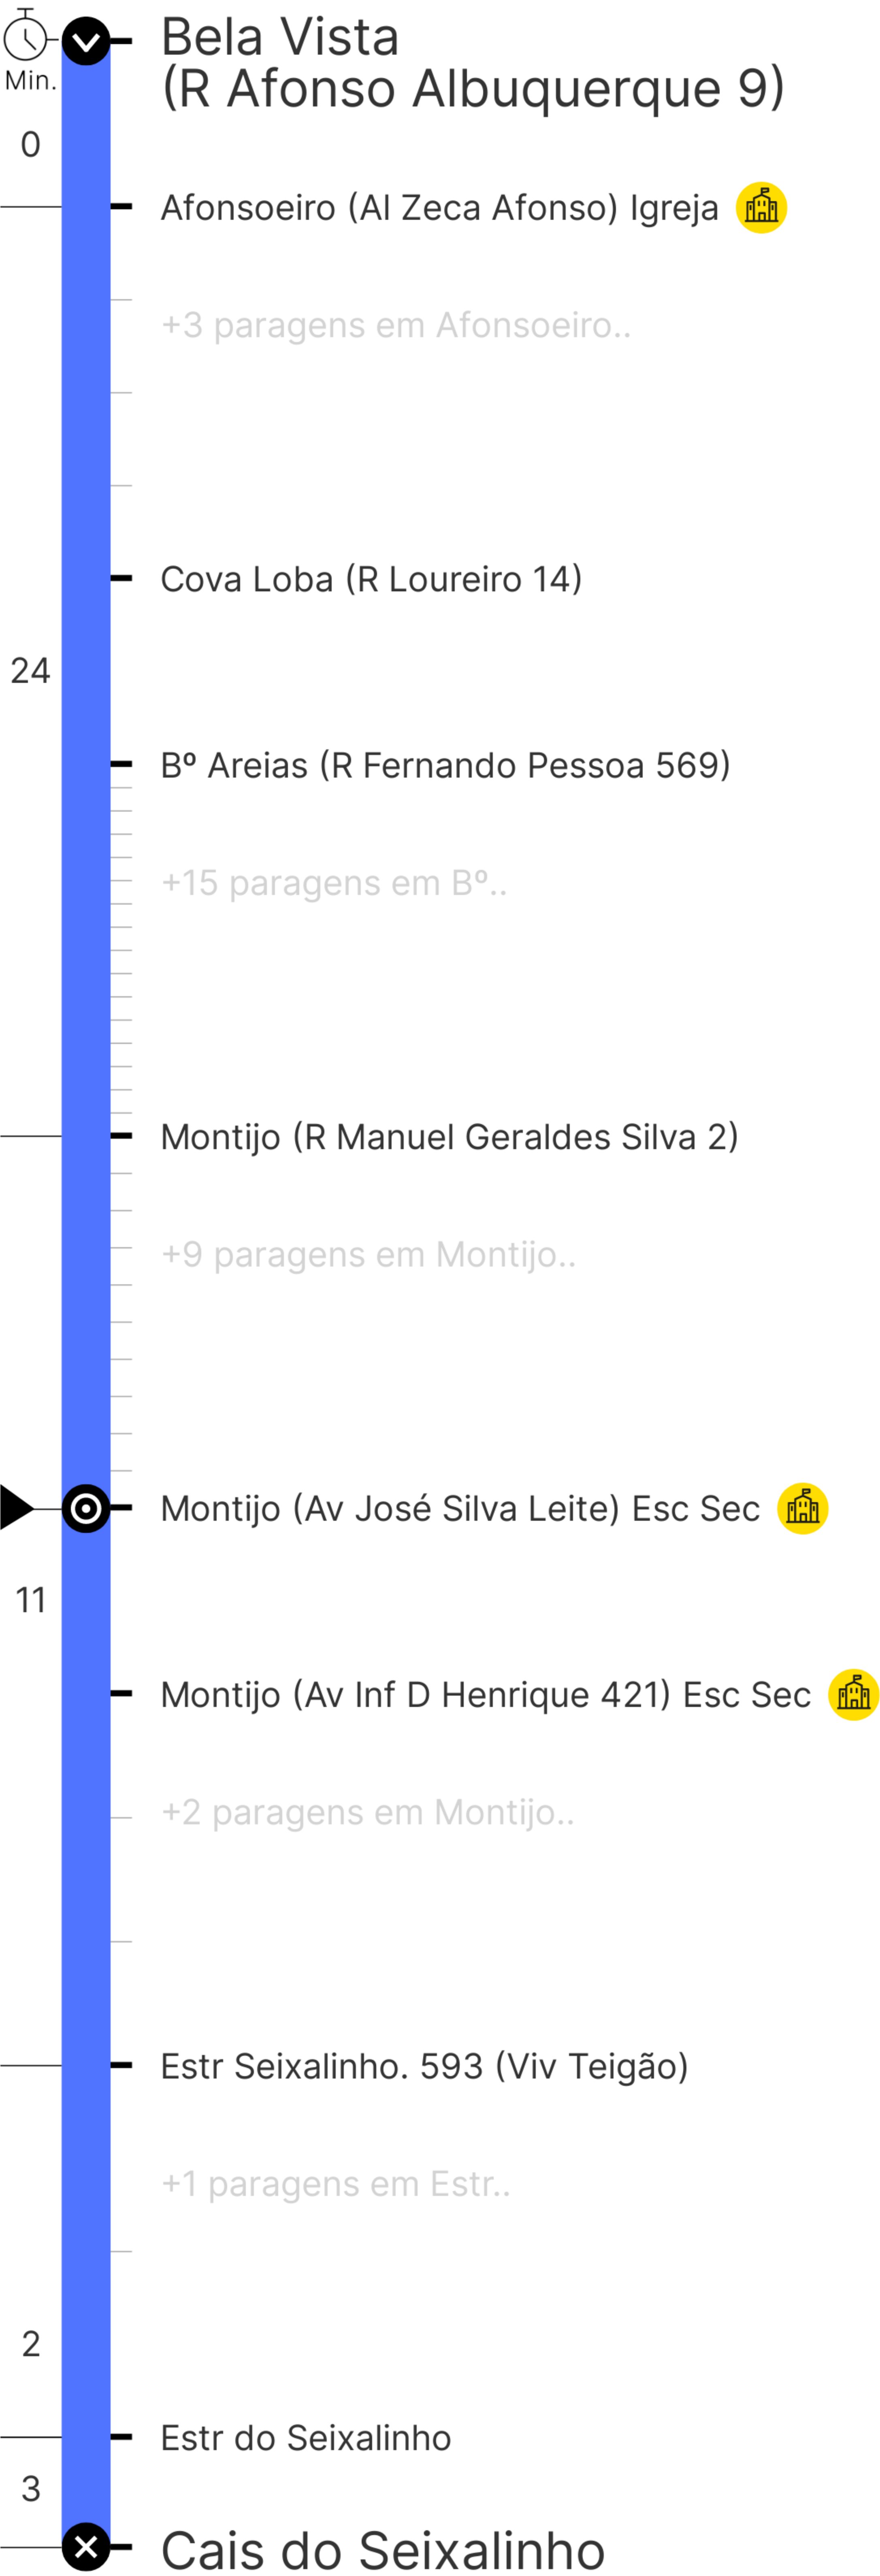 Min.
Bela Vista
(R Afonso Albuquerque 9)
0
Afonsoeiro (Al Zeca Afonso) Igreja
+3 paragens em Afonsoeiro..
Cova Loba (R Loureiro 14)
24
Bº Areias (R Fernando Pessoa 569)
+15 paragens em Bº..
Montijo (R Manuel Geraldes Silva 2)
+9 paragens em Montijo..
Montijo (Av José Silva Leite) Esc Sec
11
Montijo (Av Inf D Henrique 421) Esc Sec
+2 paragens em Montijo..
Estr Seixalinho. 593 (Viv Teigão)
+1 paragens em Estr..
2
Estr do Seixalinho
3
Cais do Seixalinho